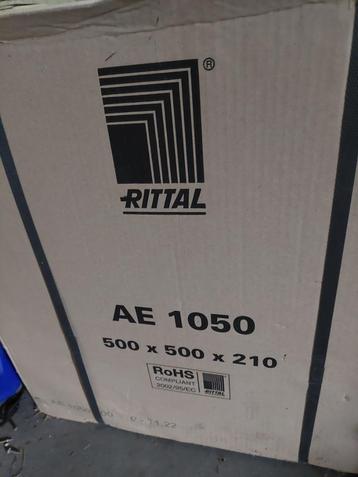 ®
RITTAL
AE 1050
500 x 500 x 210
RoHS
COMPLIANT
2002/95/EC
RITTAL